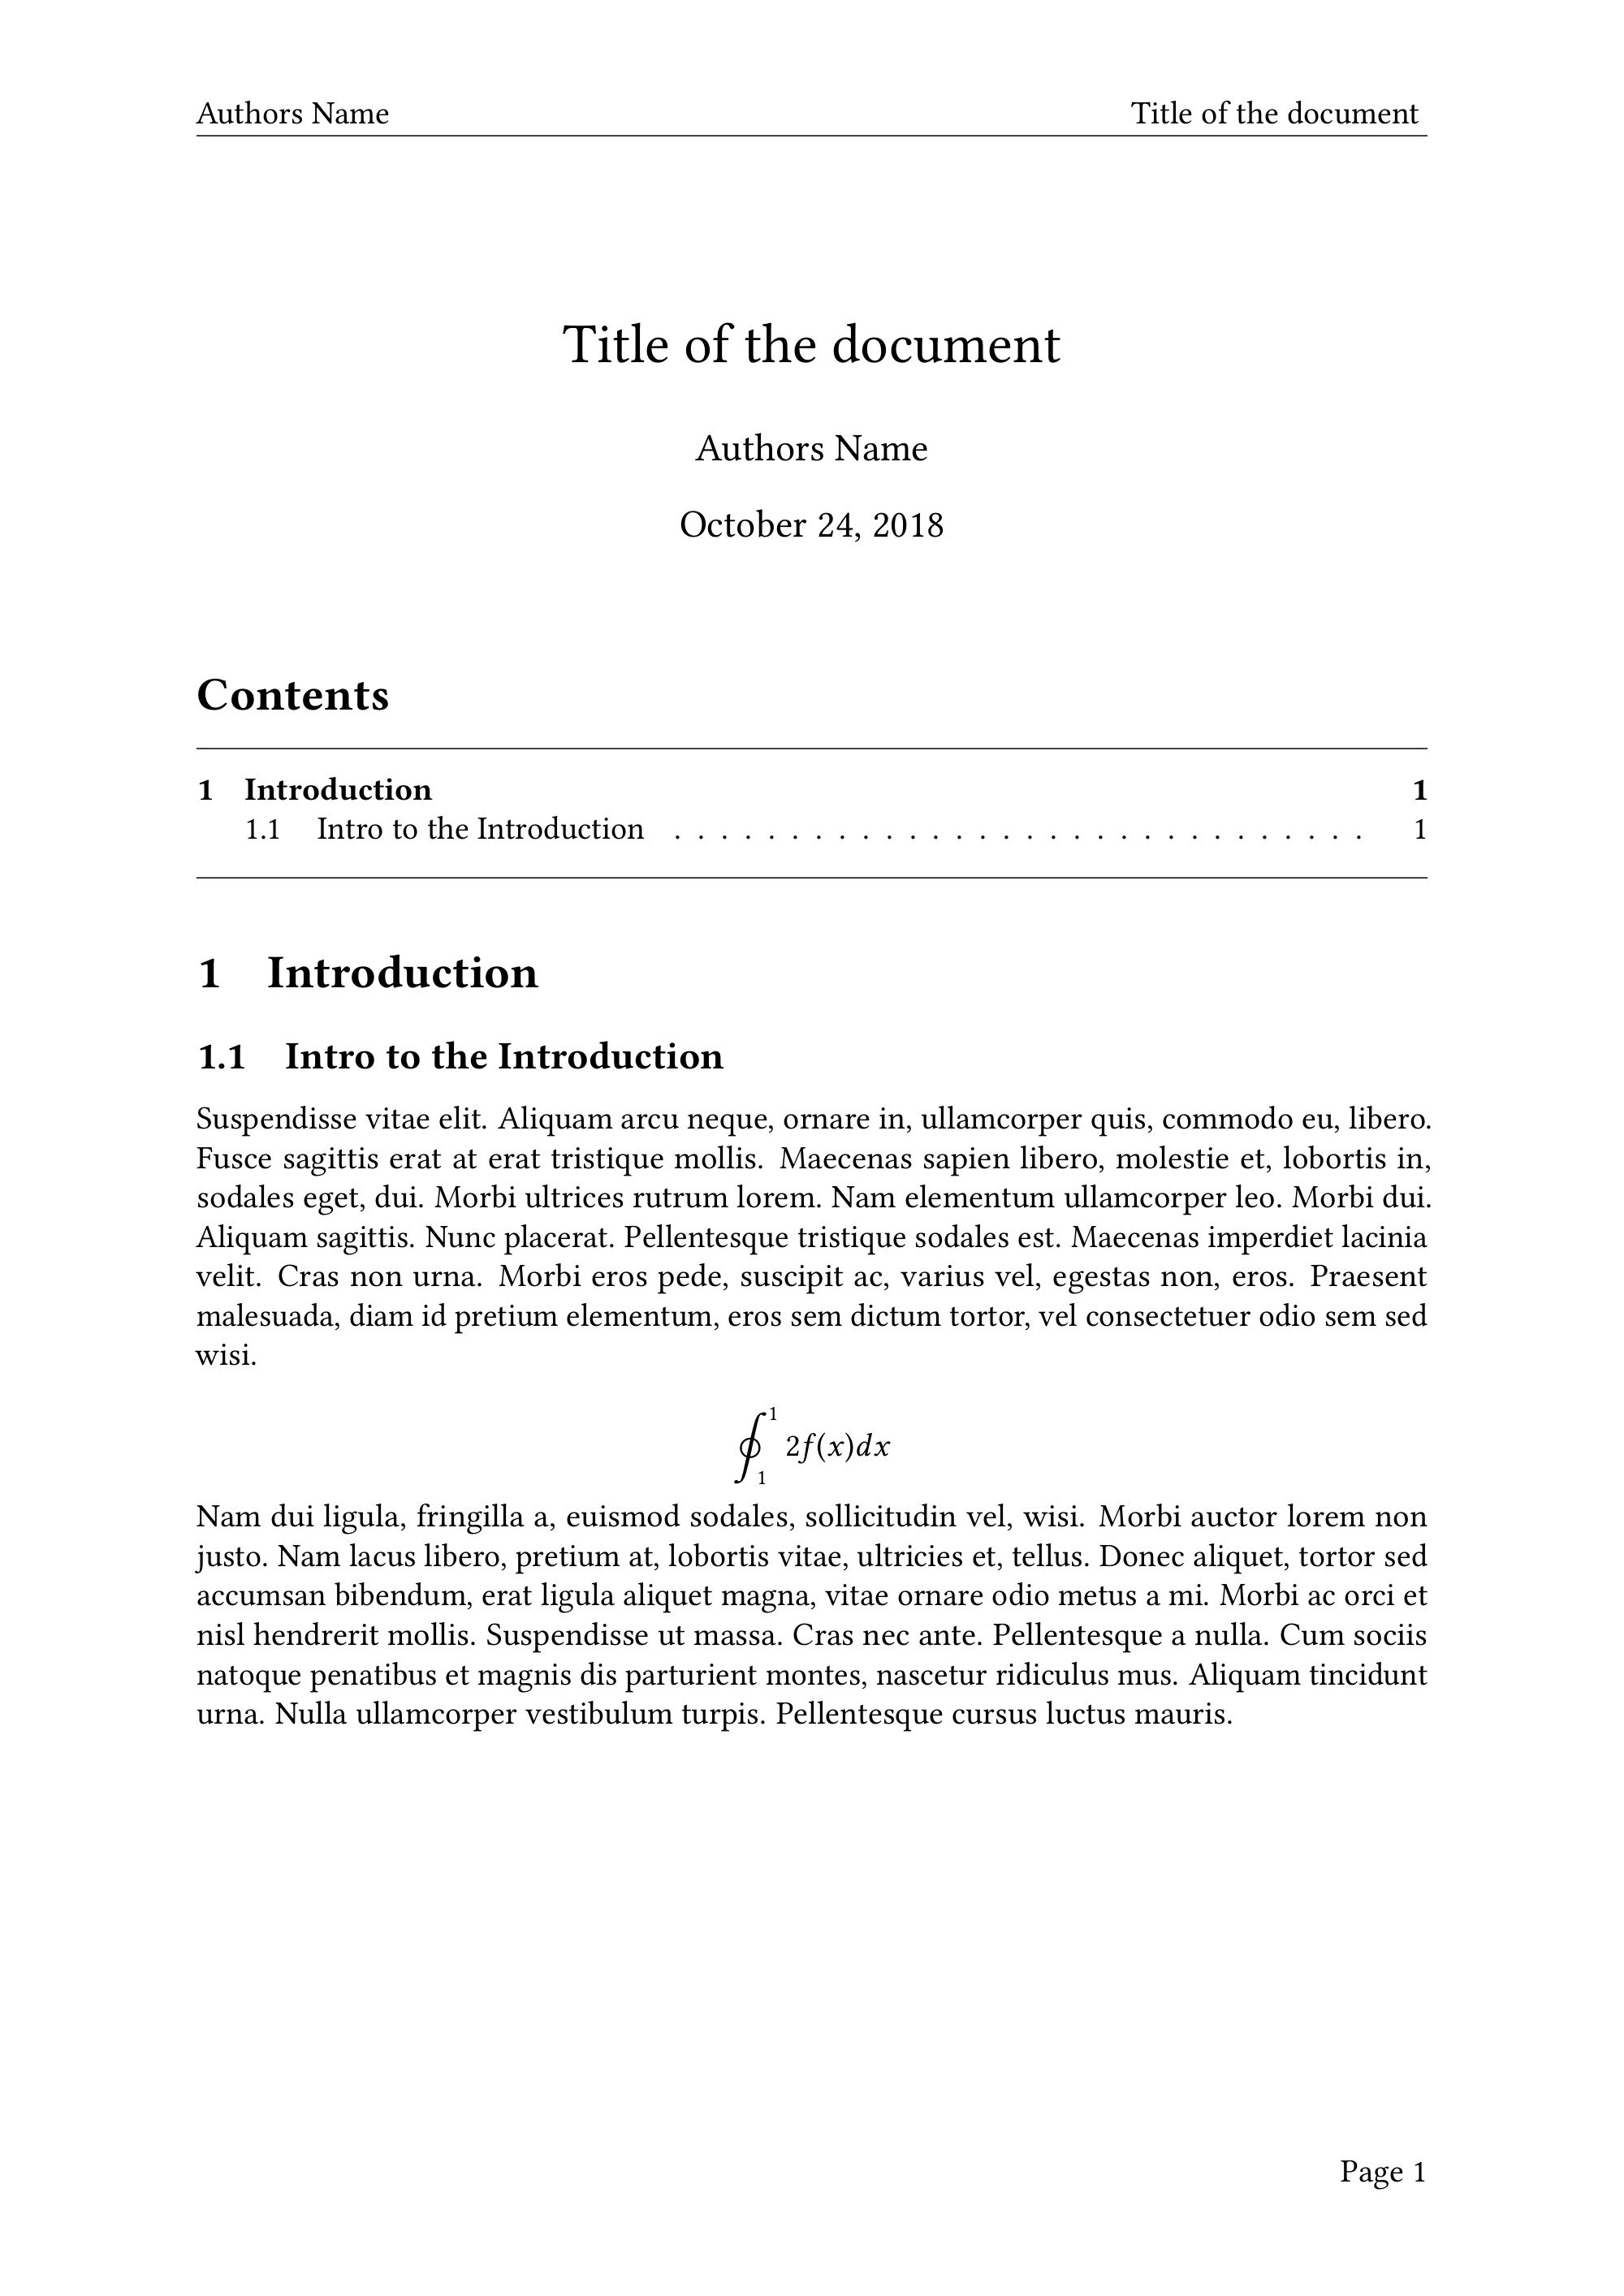 Authors Name Title of the document
Title of the document
Authors Name
October 24, 2018
Contents
1 Introduction 1
1.1 Intro to the Introduction . . . . . . . . . . . . . . . . . . . . . . . . . . . . . . 1
1 Introduction
1.1 Intro to the Introduction
Suspendisse vitae elit. Aliquam arcu neque, ornare in, ullamcorper quis, commodo eu, libero.
Fusce sagittis erat at erat tristique mollis. Maecenas sapien libero, molestie et, lobortis in,
sodales eget, dui. Morbi ultrices rutrum lorem. Nam elementum ullamcorper leo. Morbi dui.
Aliquam sagittis. Nunc placerat. Pellentesque tristique sodales est. Maecenas imperdiet lacinia
velit. Cras non urna. Morbi eros pede, suscipit ac, varius vel, egestas non, eros. Praesent
malesuada, diam id pretium elementum, eros sem dictum tortor, vel consectetuer odio sem sed
wisi.
∮₁¹ 2f(x)dx
Nam dui ligula, fringilla a, euismod sodales, sollicitudin vel, wisi. Morbi auctor lorem non
justo. Nam lacus libero, pretium at, lobortis vitae, ultricies et, tellus. Donec aliquet, tortor sed
accumsan bibendum, erat ligula aliquet magna, vitae ornare odio metus a mi. Morbi ac orci et
nisl hendrerit mollis. Suspendisse ut massa. Cras nec ante. Pellentesque a nulla. Cum sociis
natoque penatibus et magnis dis parturient montes, nascetur ridiculus mus. Aliquam tincidunt
urna. Nulla ullamcorper vestibulum turpis. Pellentesque cursus luctus mauris.
Page 1